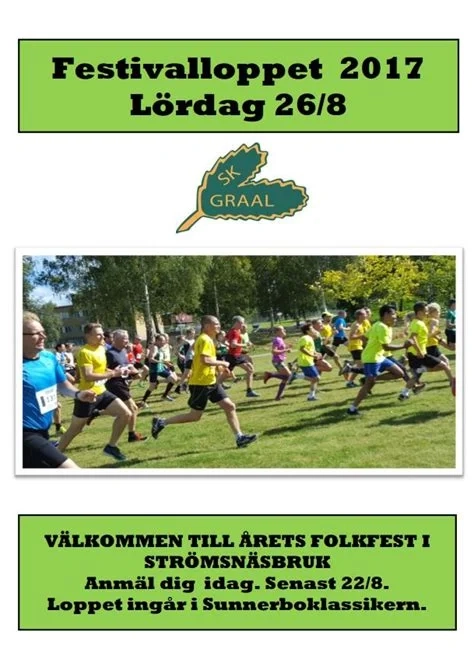 Festivalloppet 2017
Lördag 26/8
SK
GRAAL
VÄLKOMMEN TILL ÅRETS FOLKFEST I
STRÖMSNÄSBRUK
Anmäl dig idag. Senast 22/8.
Loppet ingår i Sunnerboklassikern.